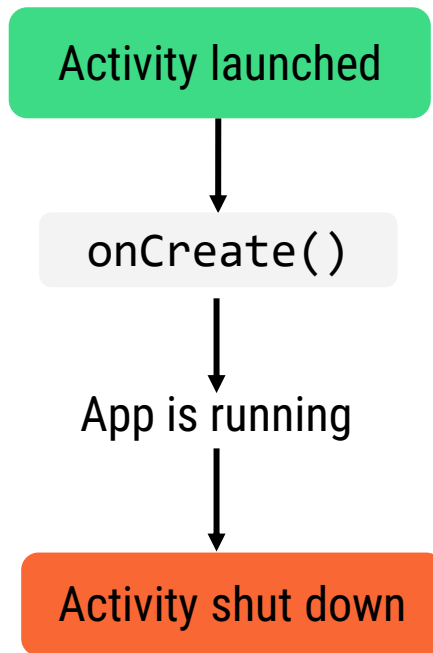 Activity launched
onCreate()
App is running
Activity shut down